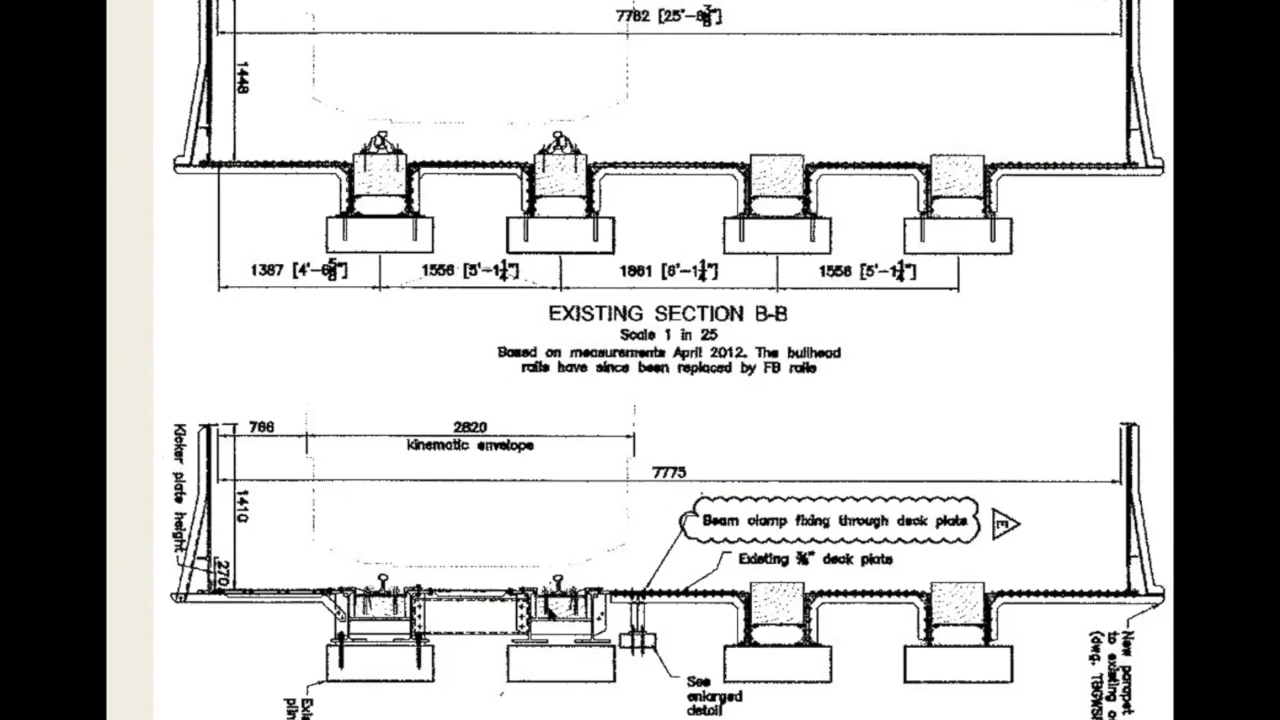 7782 [25'-6⅜"]
1448
1387 [4'-6⅝"]
1556 [5'-1¼"]
1861 [6'-1¼"]
1556 [5'-1¼"]
EXISTING SECTION B-B
Scale 1 in 25
Based on measurements April 2012. The bullhead
rails have since been replaced by FB rails
766
2820
kinematic envelope
7775
Kicker plate height
1410
270
Beam clamp fixing through deck plate
E
Existing ⅜" deck plate
See
enlarged
detail
New parapet
to existing
(dwg.